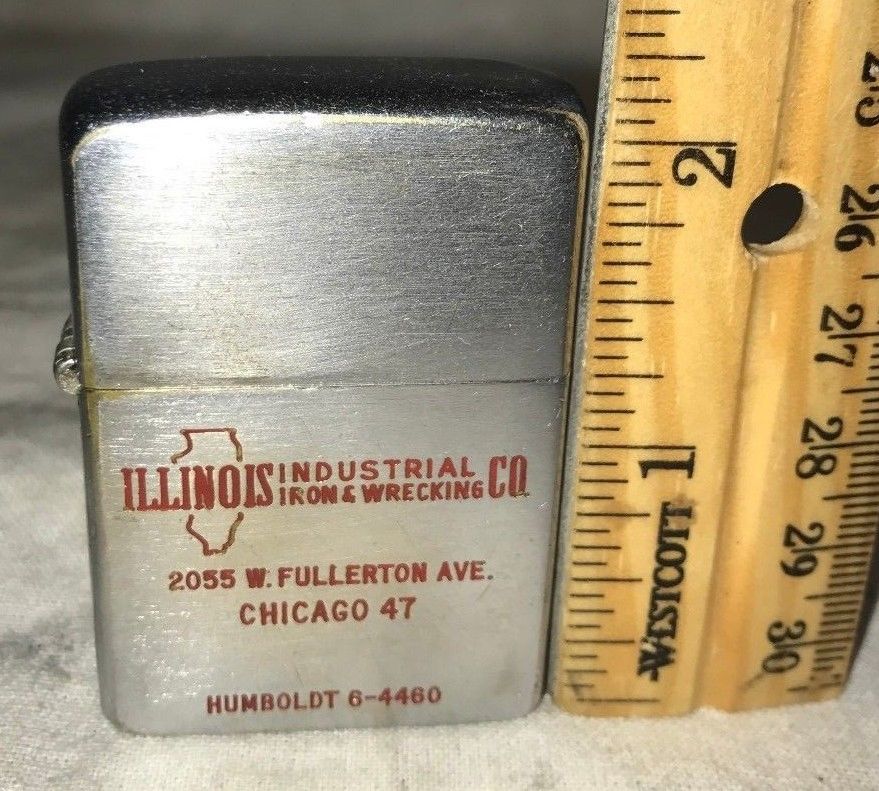 ILLINOIS INDUSTRIAL IRON & WRECKING CO.
2055 W. FULLERTON AVE.
CHICAGO 47
HUMBOLDT 6-4460
2
1
WESTCOTT
25
26
27
28
29
30